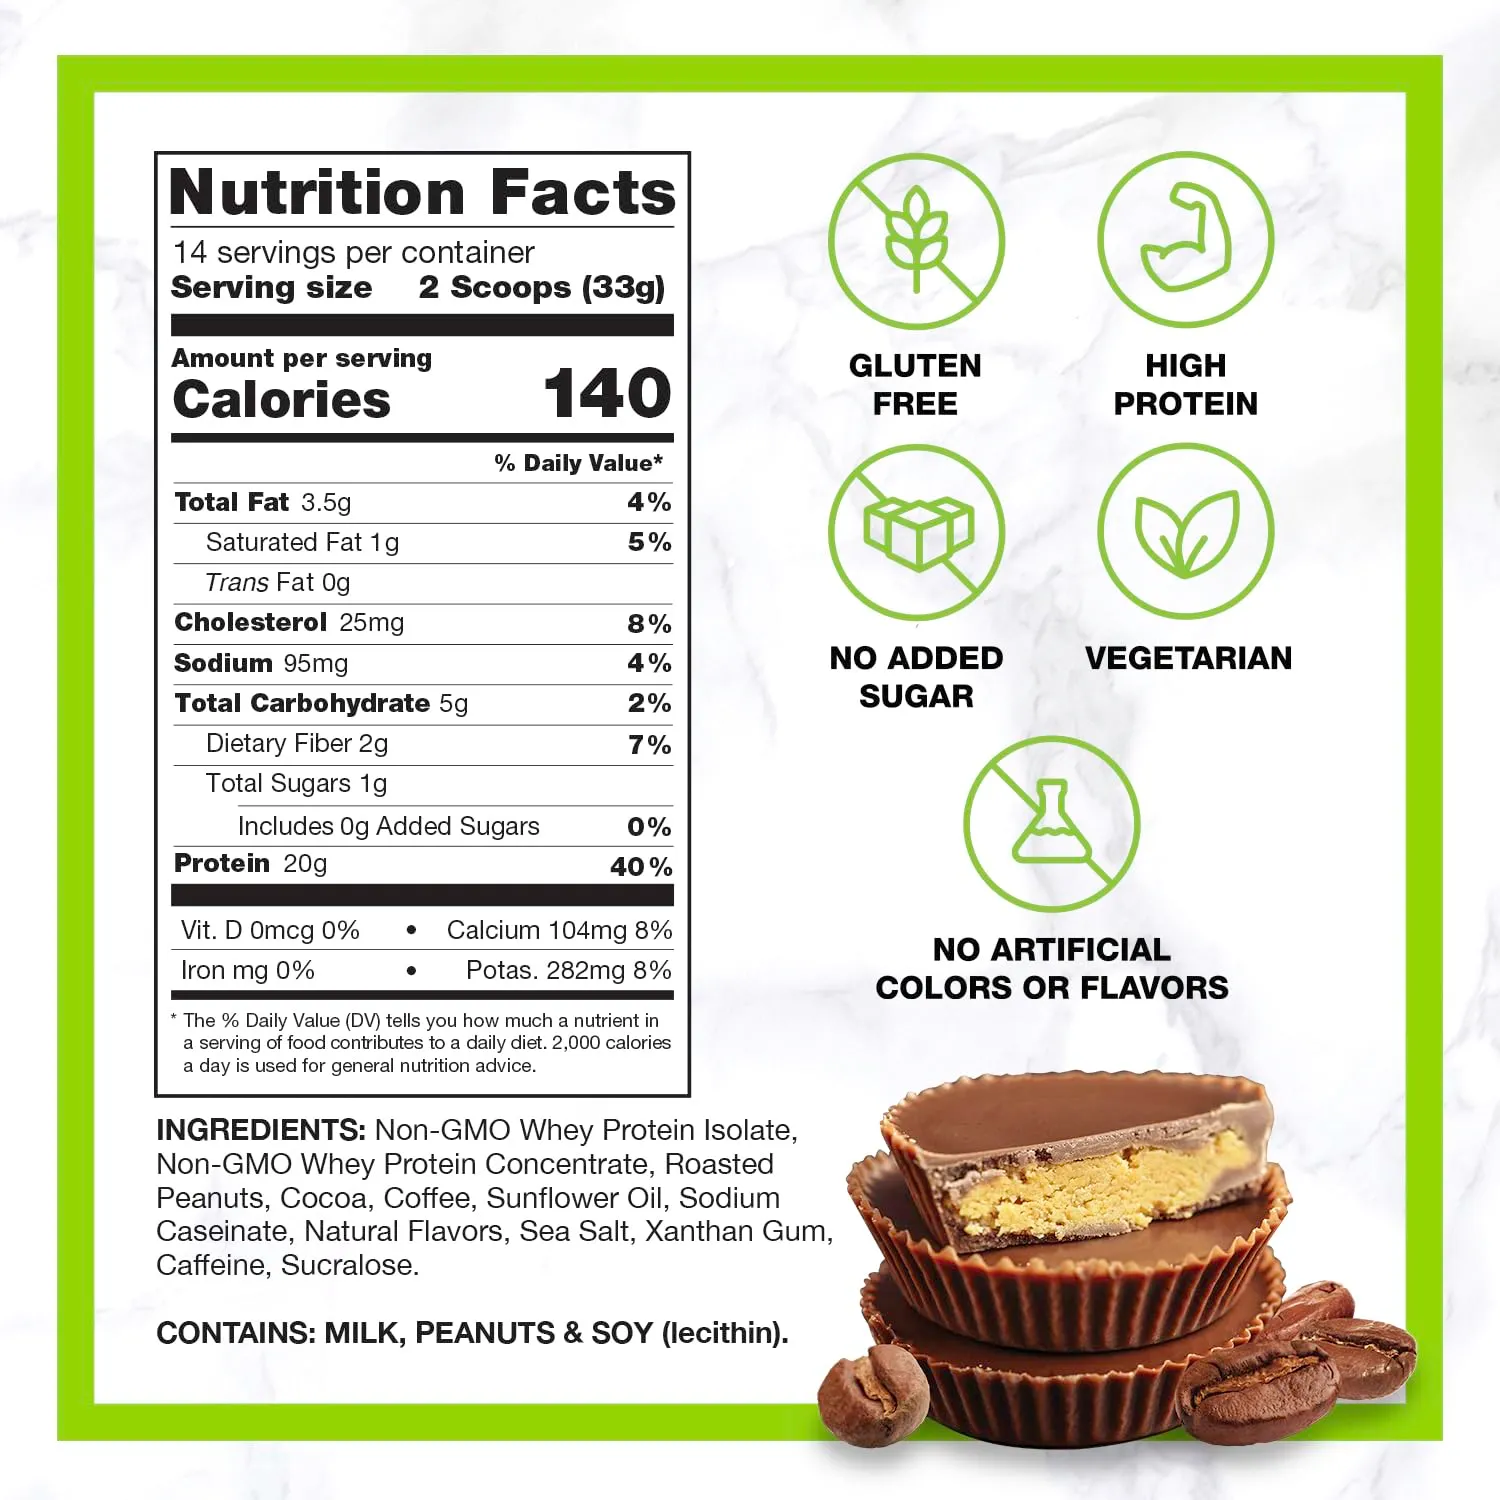 Nutrition Facts
14 servings per container
Serving size 2 Scoops (33g)
Amount per serving
Calories 140
% Daily Value*
Total Fat 3.5g 4%
Saturated Fat 1g 5%
Trans Fat 0g
Cholesterol 25mg 8%
Sodium 95mg 4%
Total Carbohydrate 5g 2%
Dietary Fiber 2g 7%
Total Sugars 1g
Includes 0g Added Sugars 0%
Protein 20g 40%
Vit. D 0mcg 0% • Calcium 104mg 8%
Iron mg 0% • Potas. 282mg 8%
* The % Daily Value (DV) tells you how much a nutrient in
a serving of food contributes to a daily diet. 2,000 calories
a day is used for general nutrition advice.
INGREDIENTS: Non-GMO Whey Protein Isolate,
Non-GMO Whey Protein Concentrate, Roasted
Peanuts, Cocoa, Coffee, Sunflower Oil, Sodium
Caseinate, Natural Flavors, Sea Salt, Xanthan Gum,
Caffeine, Sucralose.
CONTAINS: MILK, PEANUTS & SOY (lecithin).
GLUTEN
FREE
HIGH
PROTEIN
NO ADDED
SUGAR
VEGETARIAN
NO ARTIFICIAL
COLORS OR FLAVORS